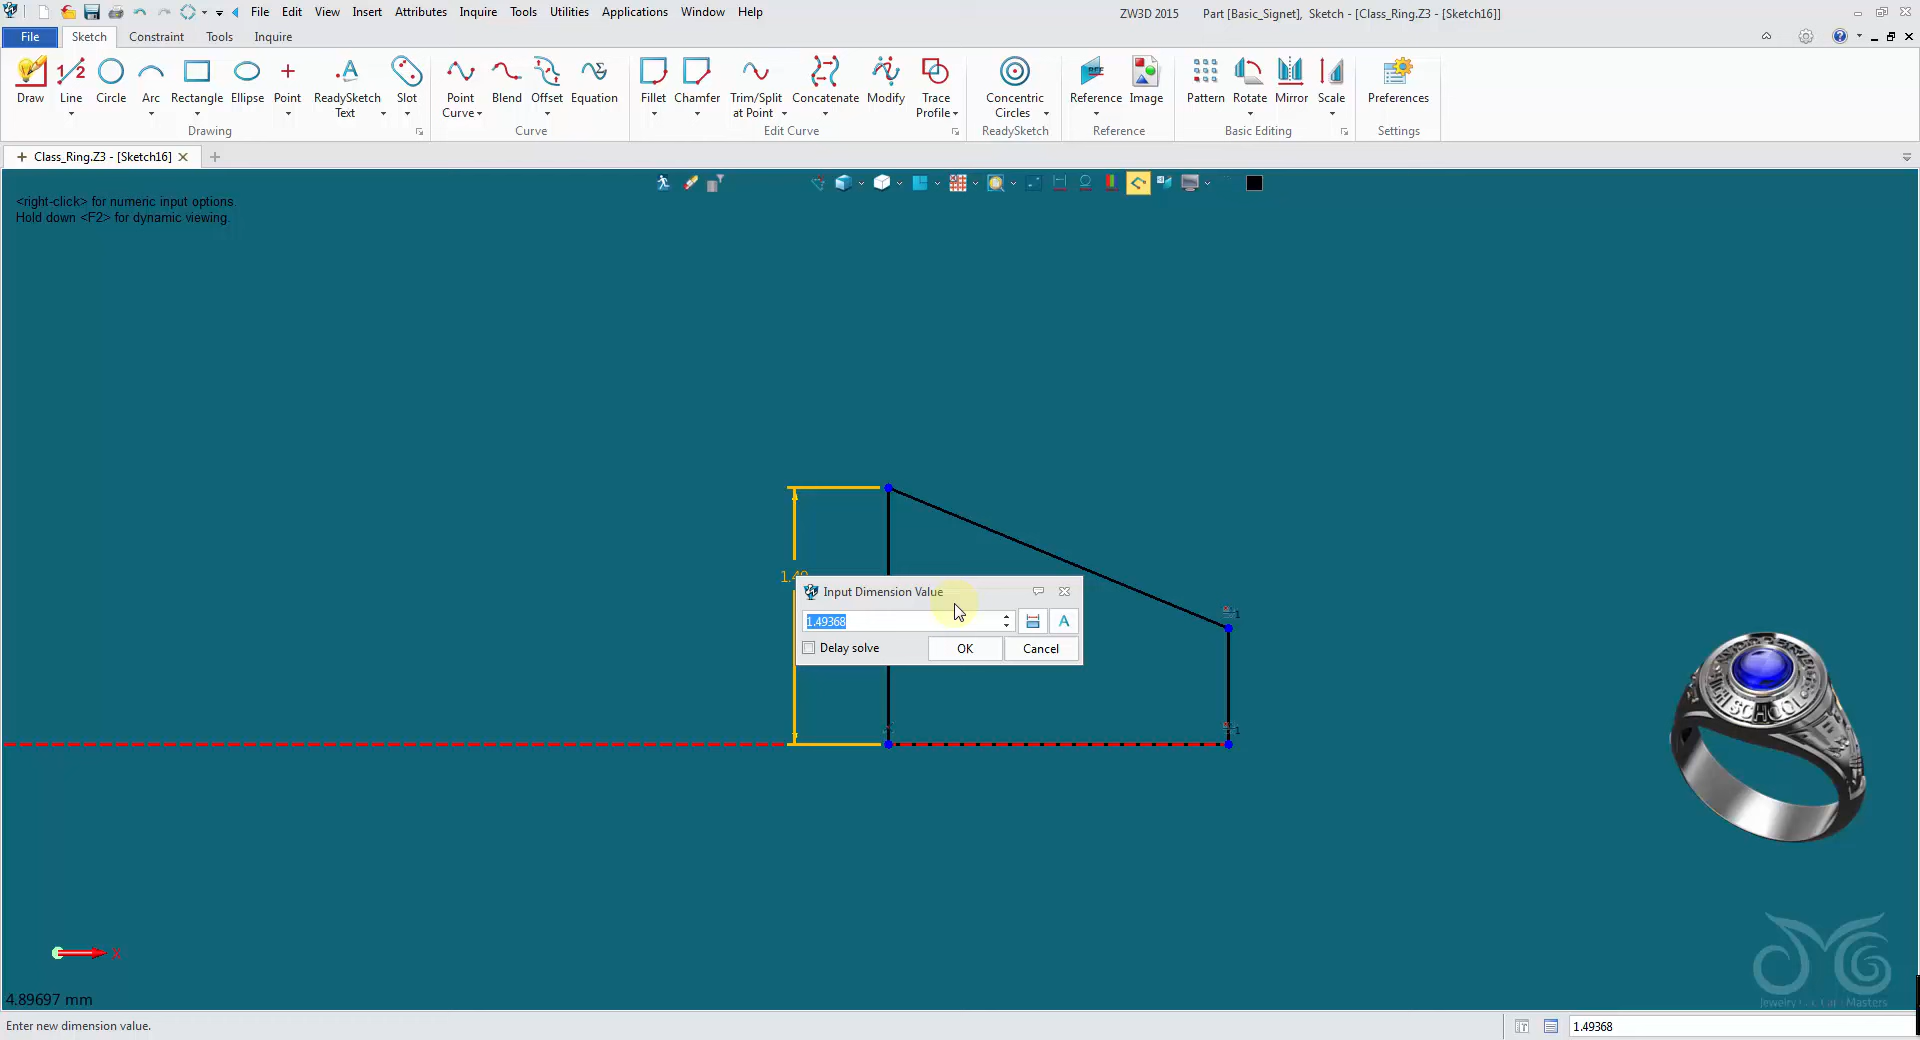 File Edit View Insert Attributes Inquire Tools Utilities Applications Window Help
ZW3D 2015 Part [Basic_Signet], Sketch - [Class_Ring.Z3 - [Sketch16]]
File Sketch Constraint Tools Inquire
Draw Line Circle Arc Rectangle Ellipse Point ReadySketch Text Slot
Point Curve Blend Offset Equation
Fillet Chamfer Trim/Split at Point Concatenate Modify Trace Profile
Concentric Circles
Reference Image
Pattern Rotate Mirror Scale
Preferences
Drawing Curve Edit Curve ReadySketch Reference Basic Editing Settings
Class_Ring.Z3 - [Sketch16]
<right-click> for numeric input options.
Hold down <F2> for dynamic viewing.
1.49
Input Dimension Value
1.49368
Delay solve OK Cancel
SCHOOL
X
4.89697 mm
Enter new dimension value.
1.49368